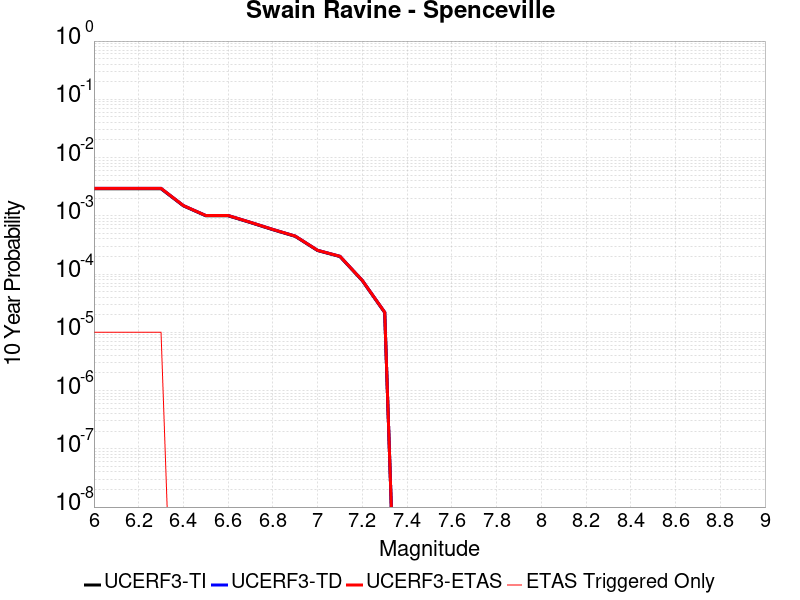 Swain Ravine - Spenceville
10^0
10^-1
10^-2
10^-3
10^-4
10^-5
10^-6
10^-7
10^-8
10 Year Probability
6 6.2 6.4 6.6 6.8 7 7.2 7.4 7.6 7.8 8 8.2 8.4 8.6 8.8 9
Magnitude
UCERF3-TI UCERF3-TD UCERF3-ETAS ETAS Triggered Only